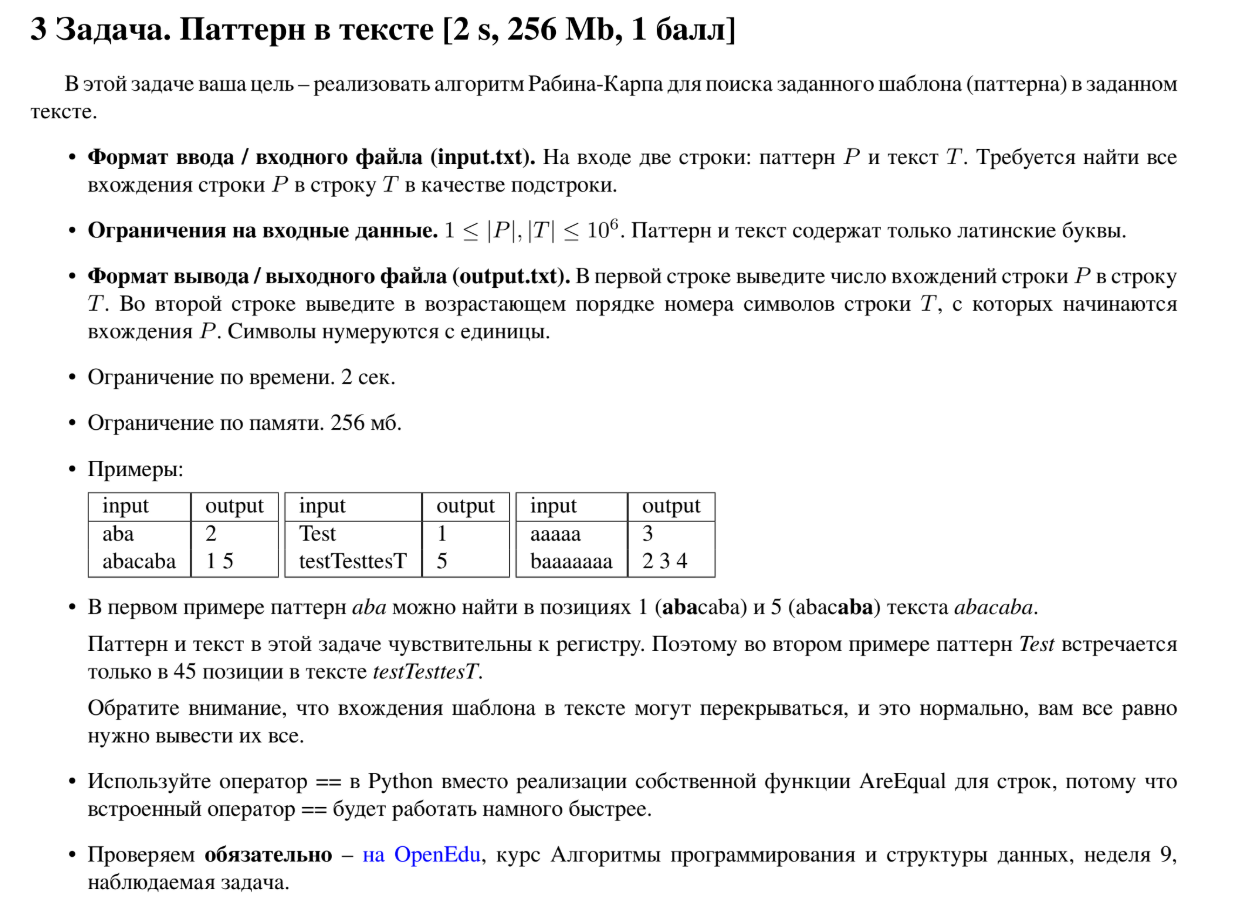 3 Задача. Паттерн в тексте [2 s, 256 Mb, 1 балл]
В этой задаче ваша цель – реализовать алгоритм Рабина-Карпа для поиска заданного шаблона (паттерна) в заданном
тексте.
• Формат ввода / входного файла (input.txt). На входе две строки: паттерн P и текст T. Требуется найти все
вхождения строки P в строку T в качестве подстроки.
• Ограничения на входные данные. 1 ≤ |P|, |T| ≤ 10⁶. Паттерн и текст содержат только латинские буквы.
• Формат вывода / выходного файла (output.txt). В первой строке выведите число вхождений строки P в строку
T. Во второй строке выведите в возрастающем порядке номера символов строки T, с которых начинаются
вхождения P. Символы нумеруются с единицы.
• Ограничение по времени. 2 сек.
• Ограничение по памяти. 256 мб.
• Примеры:
input output input output input output
aba 2 Test 1 aaaaa 3
abacaba 1 5 testTesttesT 5 baaaaaaa 2 3 4
• В первом примере паттерн aba можно найти в позициях 1 (abacaba) и 5 (abacaba) текста abacaba.
Паттерн и текст в этой задаче чувствительны к регистру. Поэтому во втором примере паттерн Test встречается
только в 45 позиции в тексте testTesttesT.
Обратите внимание, что вхождения шаблона в тексте могут перекрываться, и это нормально, вам все равно
нужно вывести их все.
• Используйте оператор == в Python вместо реализации собственной функции AreEqual для строк, потому что
встроенный оператор == будет работать намного быстрее.
• Проверяем обязательно – на OpenEdu, курс Алгоритмы программирования и структуры данных, неделя 9,
наблюдаемая задача.